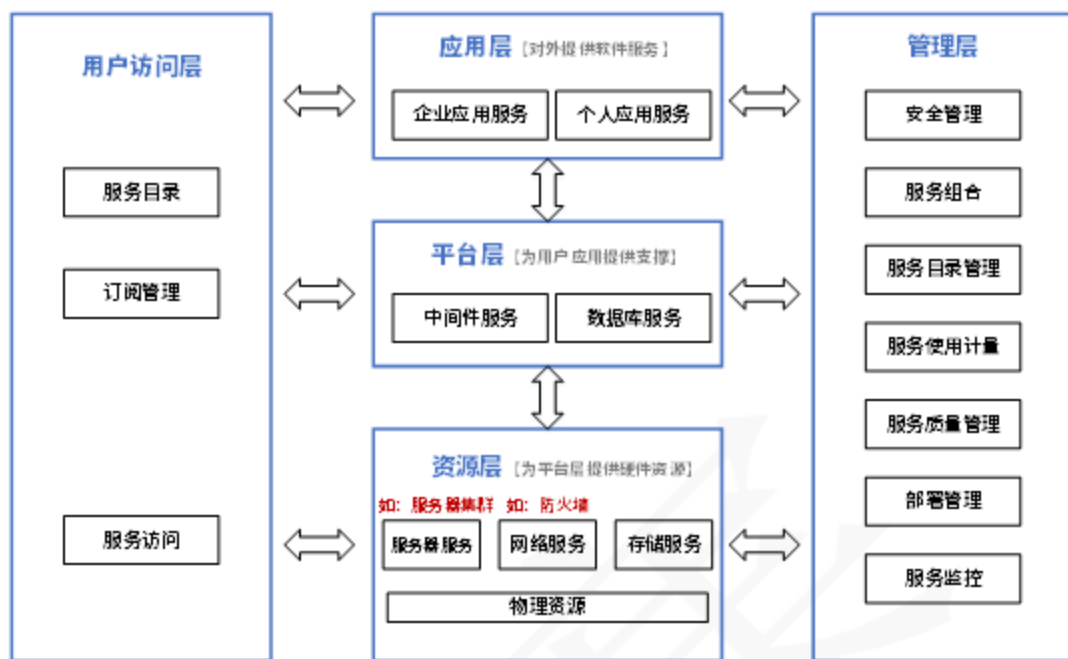 用户访问层
服务目录
订阅管理
服务访问
应用层 [对外提供软件服务]
企业应用服务 个人应用服务
平台层 [为用户应用提供支撑]
中间件服务 数据库服务
资源层 [为平台层提供硬件资源]
如: 服务器集群 如: 防火墙
服务器服务 网络服务 存储服务
物理资源
管理层
安全管理
服务组合
服务目录管理
服务使用计量
服务质量管理
部署管理
服务监控